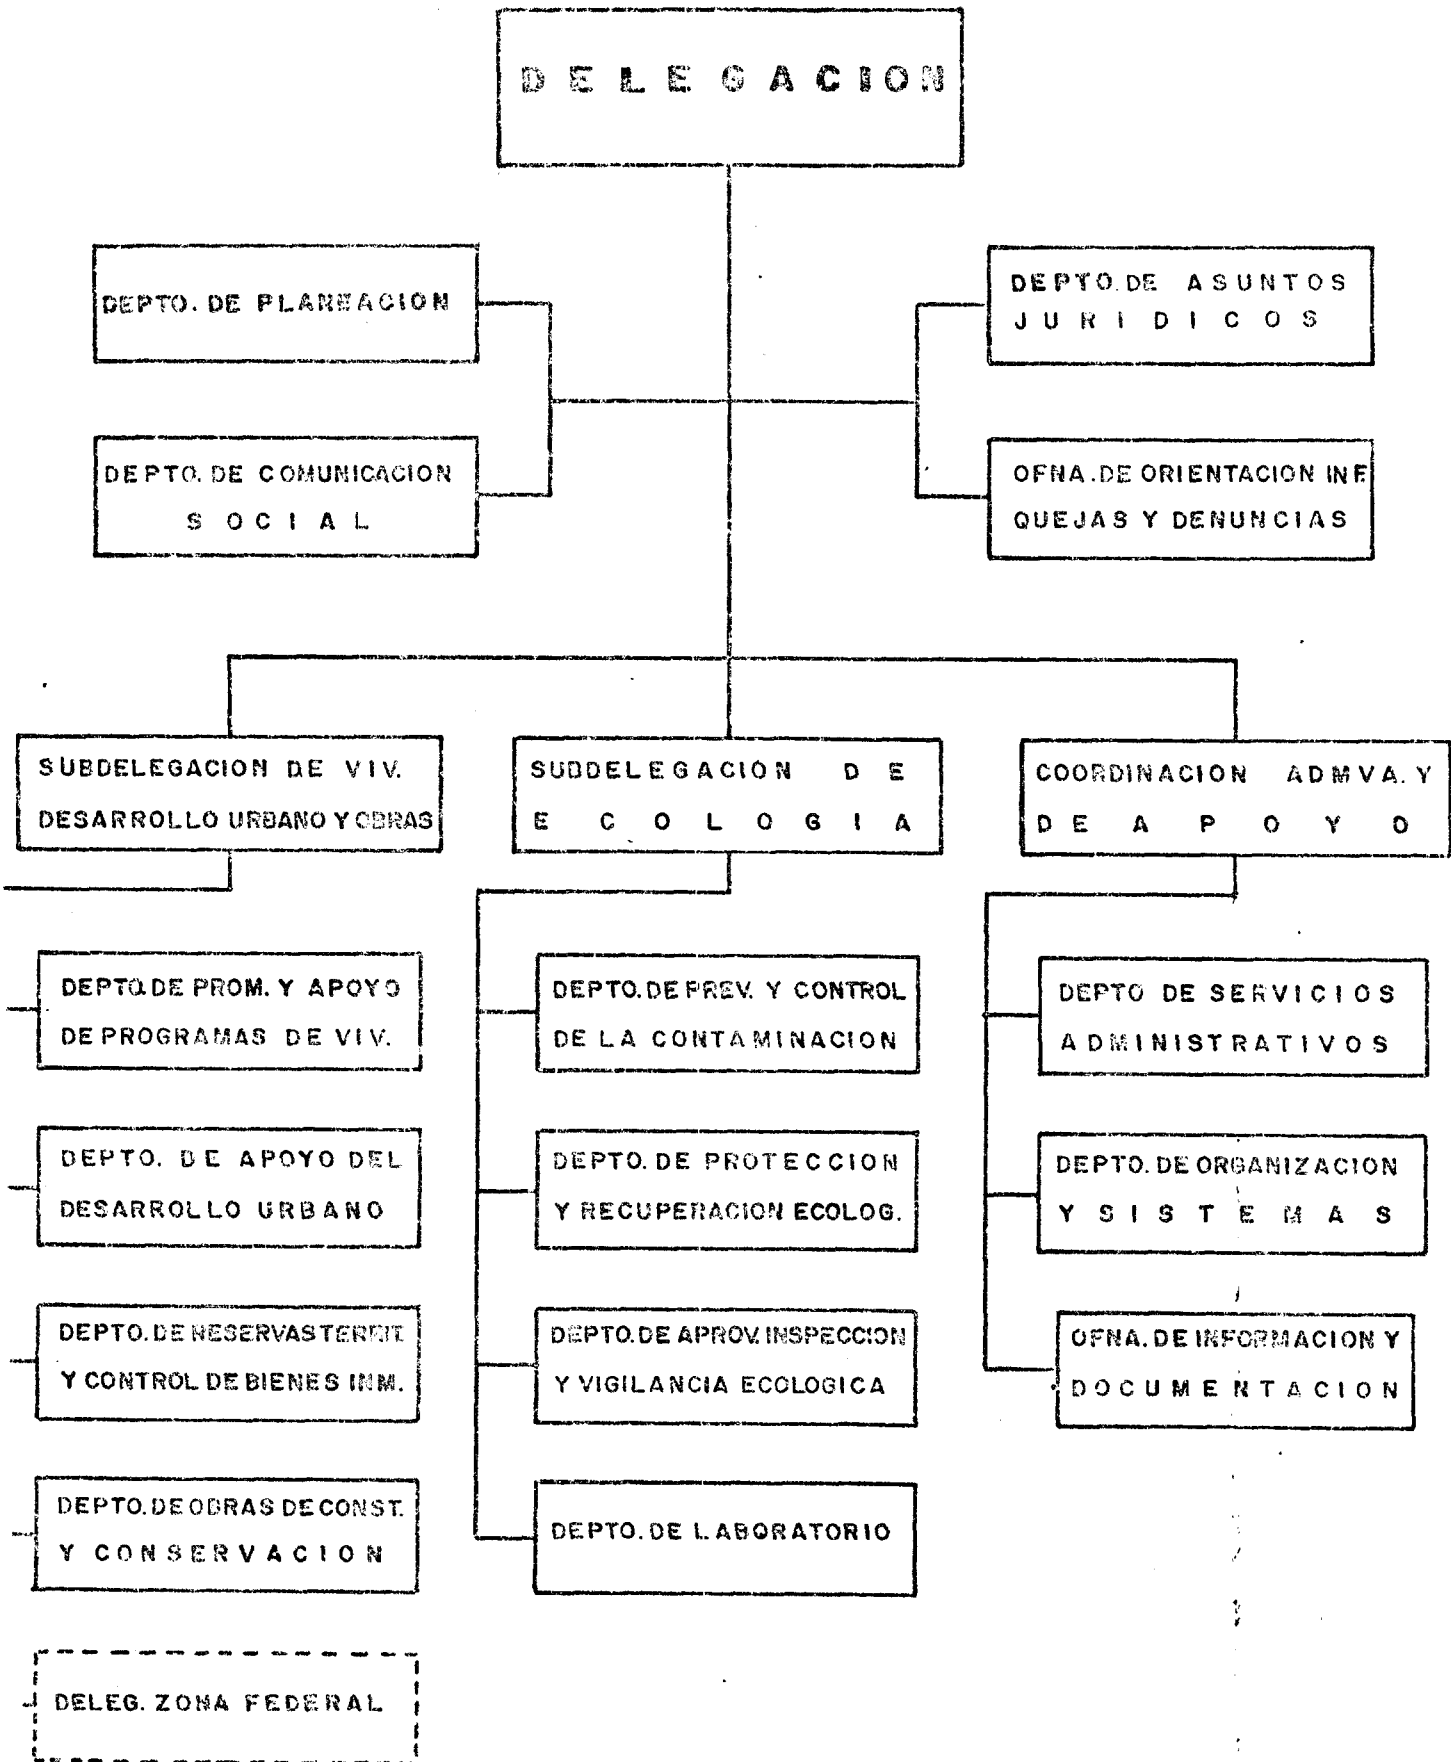 DELEGACION
DEPTO. DE PLANEACION
DEPTO. DE ASUNTOS
JURIDICOS
DEPTO. DE COMUNICACION
SOCIAL
OFNA. DE ORIENTACION INF.
QUEJAS Y DENUNCIAS
SUBDELEGACION DE VIV.
DESARROLLO URBANO Y OBRAS
SUBDELEGACION DE
ECOLOGIA
COORDINACION ADMVA. Y
DE APOYO
DEPTO. DE PROM. Y APOYO
DE PROGRAMAS DE VIV.
DEPTO. DE APOYO DEL
DESARROLLO URBANO
DEPTO. DE RESERVAS TERRIT.
Y CONTROL DE BIENES INM.
DEPTO. DE OBRAS DE CONST.
Y CONSERVACION
DELEG. ZONA FEDERAL
DEPTO. DE PREV. Y CONTROL
DE LA CONTAMINACION
DEPTO. DE PROTECCION
Y RECUPERACION ECOLOG.
DEPTO. DE APROV. INSPECCION
Y VIGILANCIA ECOLOGICA
DEPTO. DE LABORATORIO
DEPTO DE SERVICIOS
ADMINISTRATIVOS
DEPTO. DE ORGANIZACION
Y SISTEMAS
OFNA. DE INFORMACION Y
DOCUMENTACION